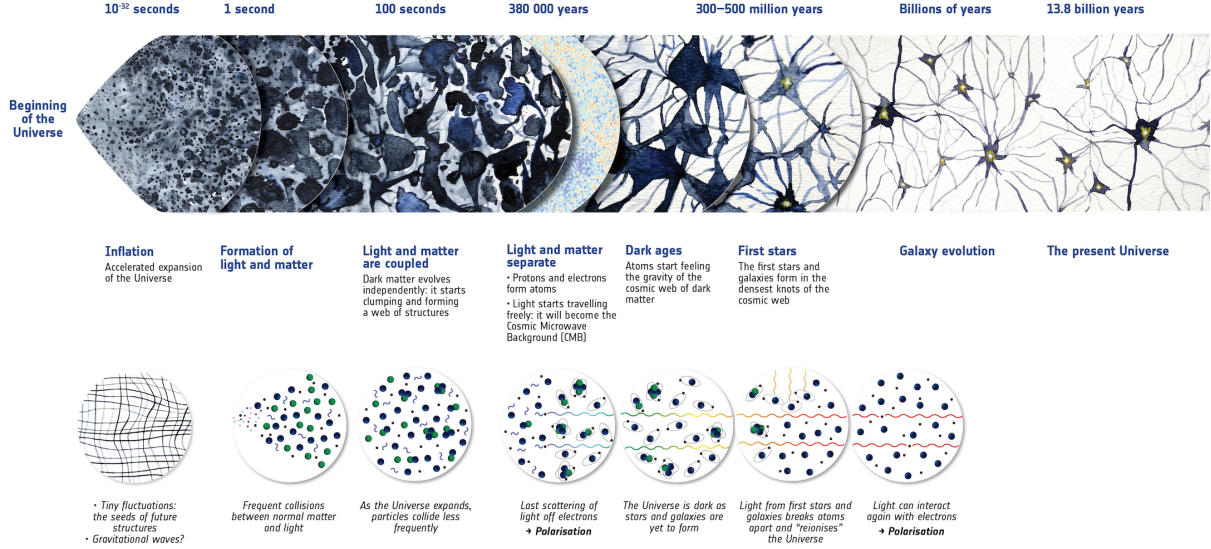 10-32 seconds
1 second
100 seconds
380 000 years
300–500 million years
Billions of years
13.8 billion years
Beginning
of the
Universe
Inflation
Accelerated expansion
of the Universe
Formation of
light and matter
Light and matter
are coupled
Dark matter evolves
independently: it starts
clumping and forming
a web of structures
Light and matter
separate
• Protons and electrons
form atoms
• Light starts travelling
freely: it will become the
Cosmic Microwave
Background (CMB)
Dark ages
Atoms start feeling
the gravity of the
cosmic web of dark
matter
First stars
The first stars and
galaxies form in the
densest knots of the
cosmic web
Galaxy evolution
The present Universe
• Tiny fluctuations:
the seeds of future
structures
• Gravitational waves?
Frequent collisions
between normal matter
and light
As the Universe expands,
particles collide less
frequently
Last scattering of
light off electrons
→ Polarisation
The Universe is dark as
stars and galaxies are
yet to form
Light from first stars and
galaxies breaks atoms
apart and "reionises"
the Universe
Light can interact
again with electrons
→ Polarisation